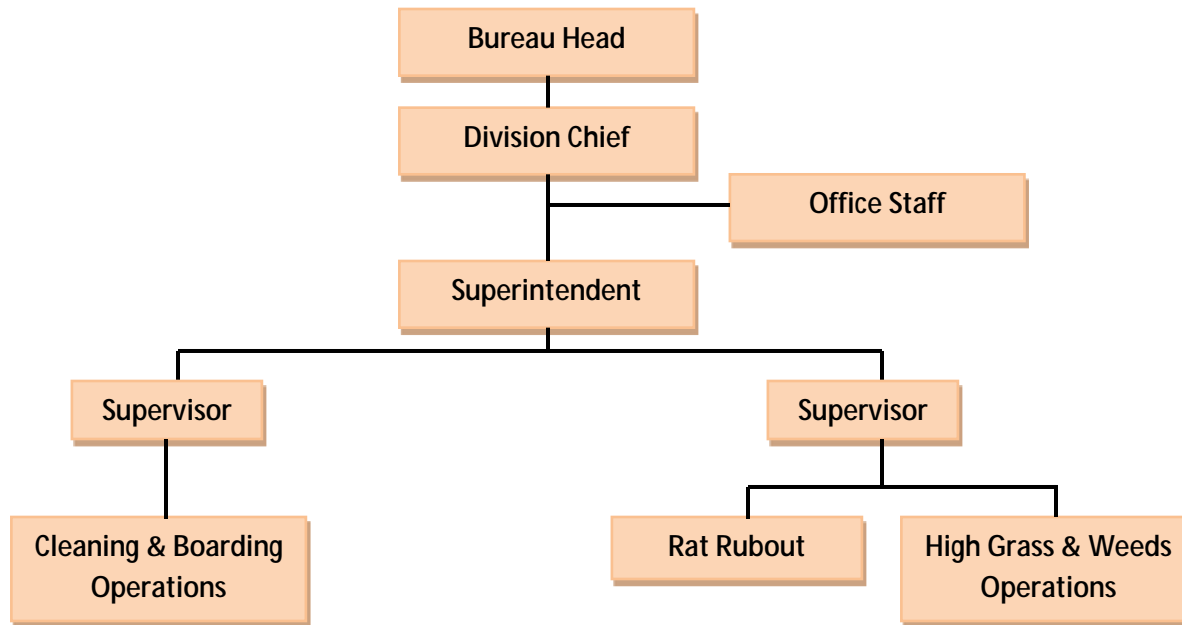 Bureau Head
Division Chief
Office Staff
Superintendent
Supervisor
Supervisor
Cleaning & Boarding
Operations
Rat Rubout
High Grass & Weeds
Operations